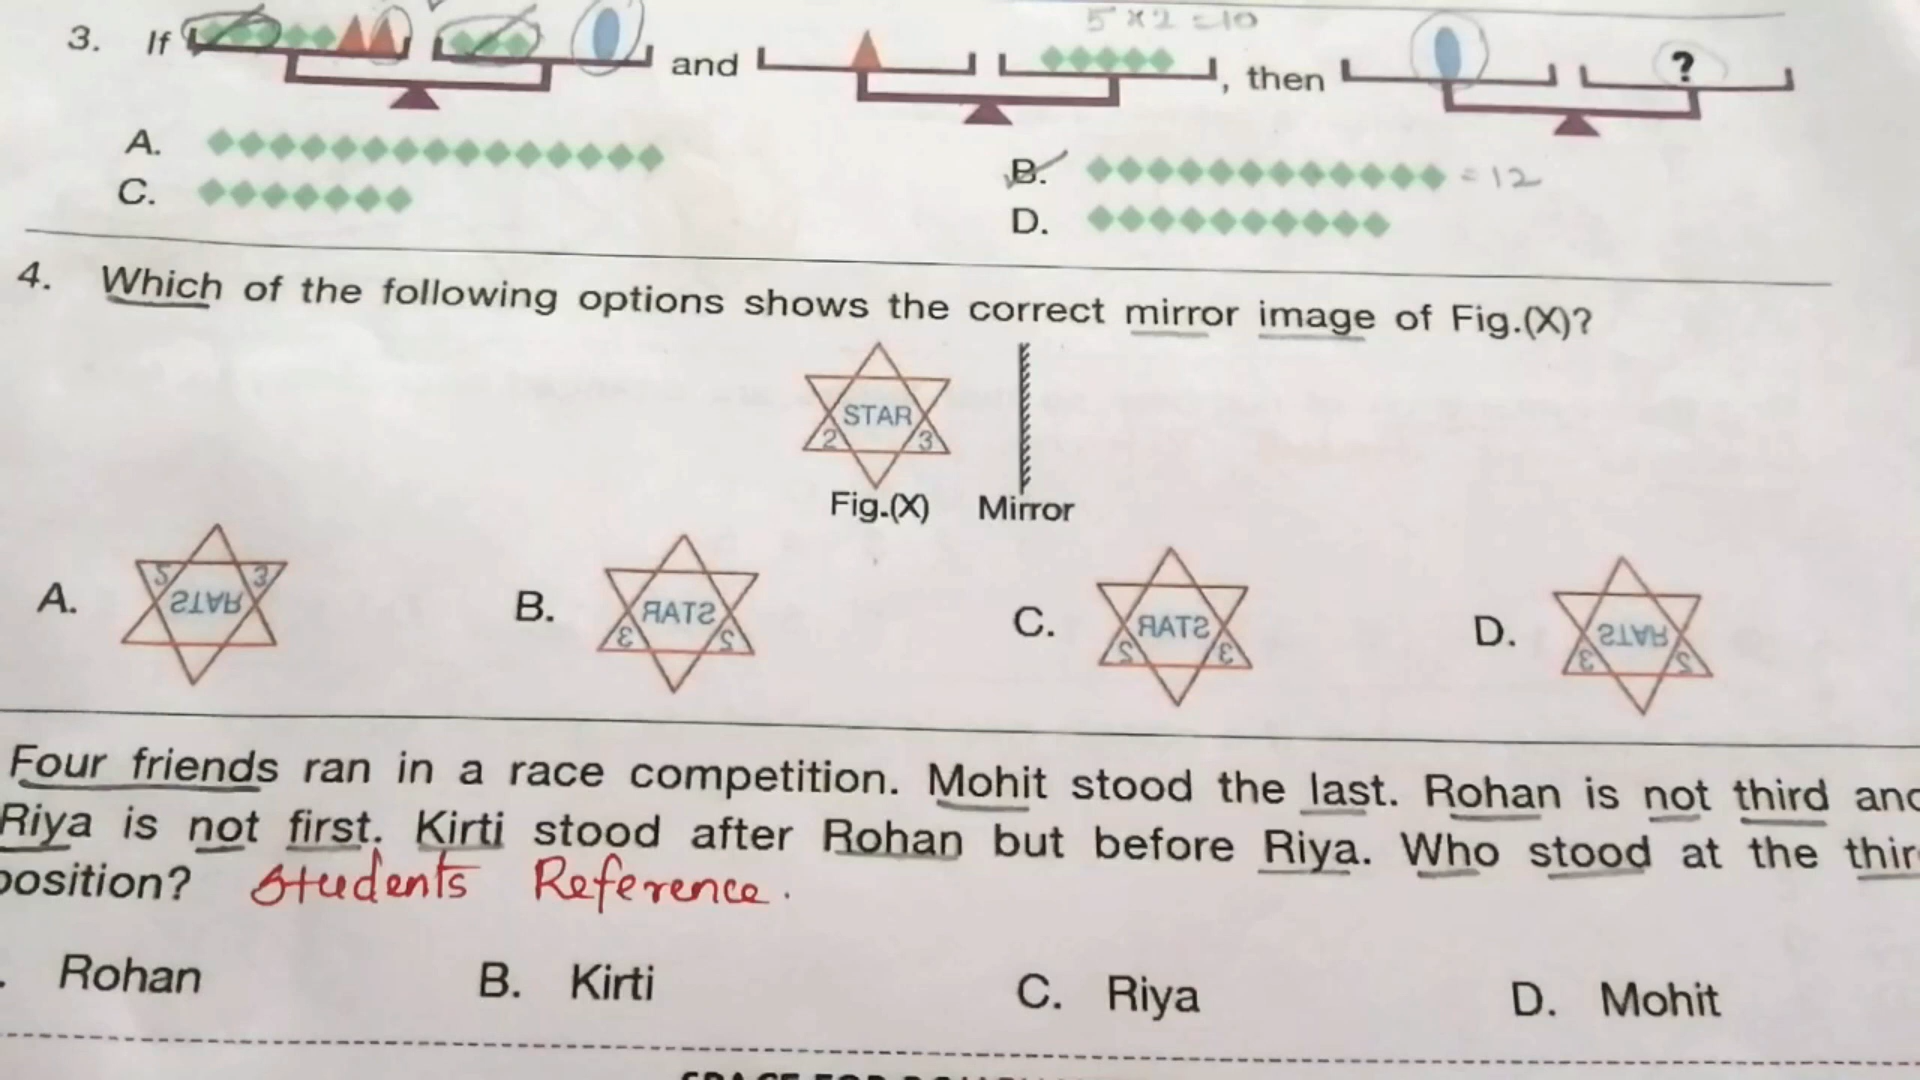 5 × 2 = 10
3. If and , then ?
A.
B. = 12
C.
D.
4. Which of the following options shows the correct mirror image of Fig.(X)?
STAR
2 3
Fig.(X) Mirror
A. B. C. D.
Four friends ran in a race competition. Mohit stood the last. Rohan is not third and
Riya is not first. Kirti stood after Rohan but before Riya. Who stood at the thir
position? Students Reference.
. Rohan B. Kirti C. Riya D. Mohit